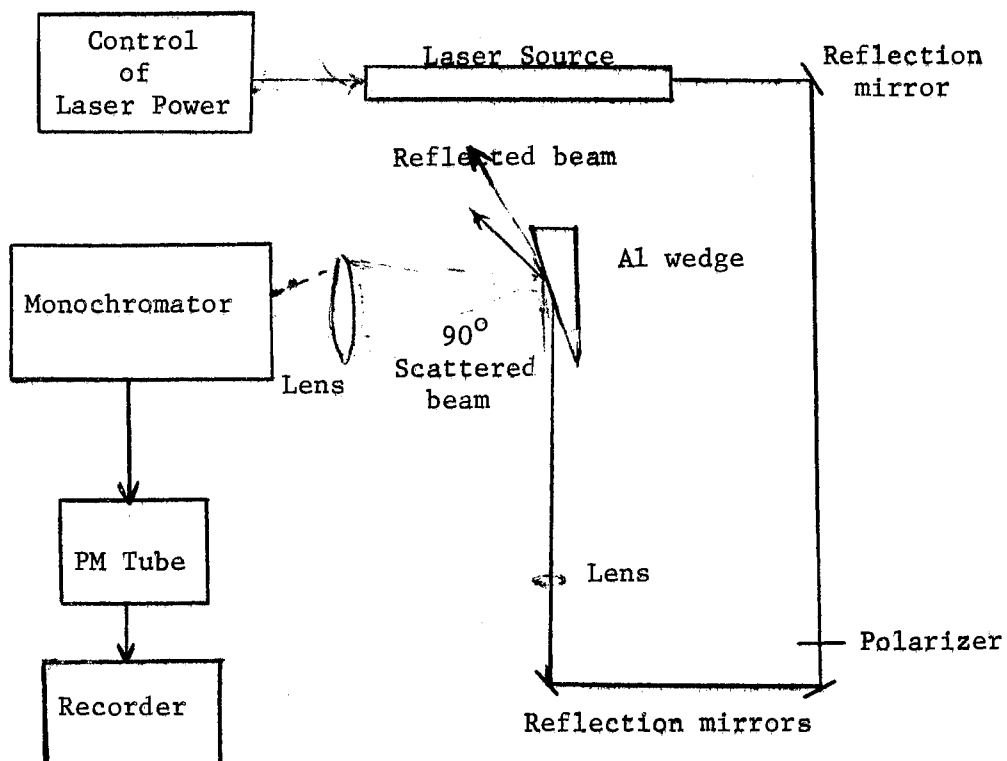 Control
of
Laser Power
Laser Source
Reflection
mirror
Reflected beam
Al wedge
Monochromator
Lens
90°
Scattered
beam
PM Tube
Lens
Polarizer
Recorder
Reflection mirrors